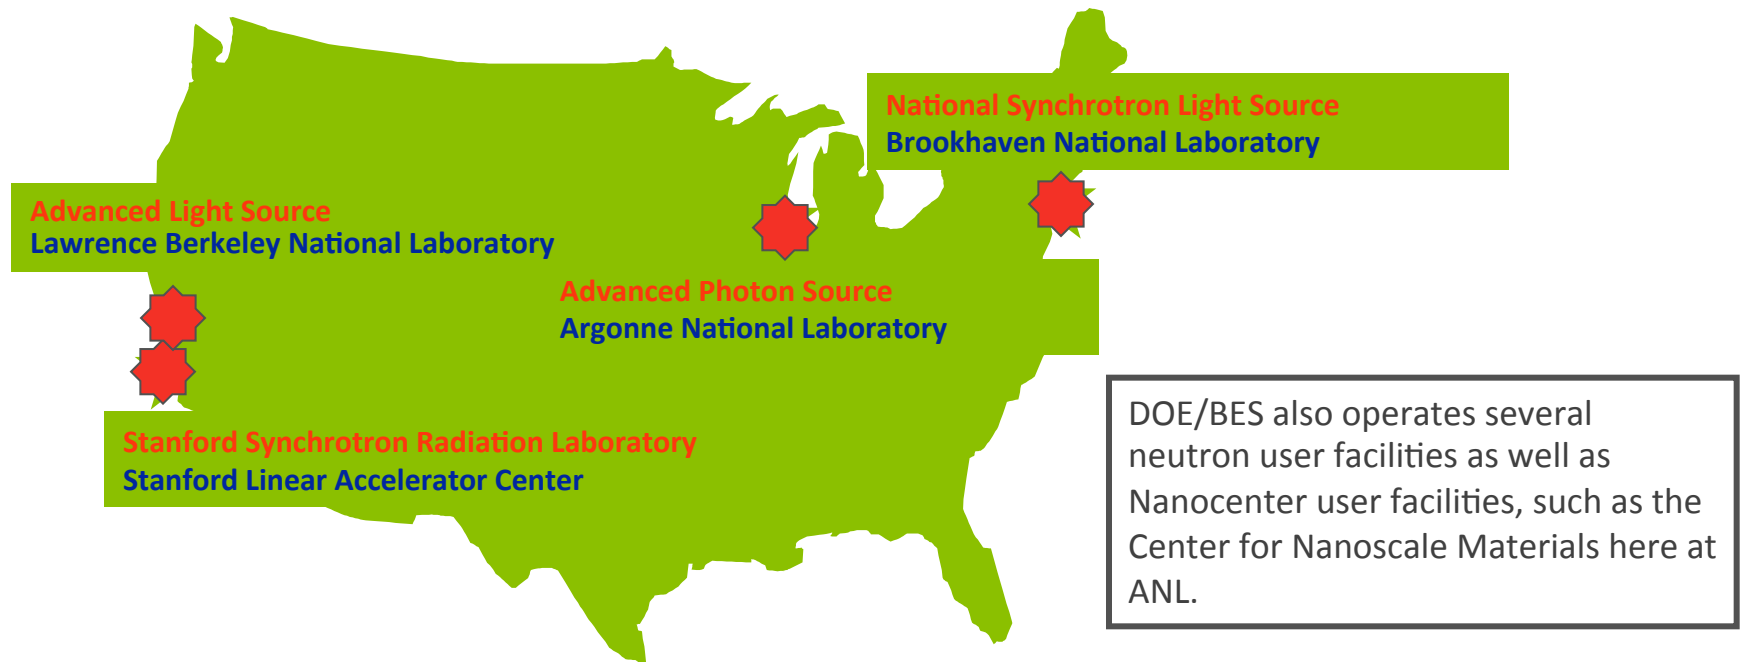 National Synchrotron Light Source
Brookhaven National Laboratory
Advanced Light Source
Lawrence Berkeley National Laboratory
Advanced Photon Source
Argonne National Laboratory
Stanford Synchrotron Radiation Laboratory
Stanford Linear Accelerator Center
DOE/BES also operates several
neutron user facilities as well as
Nanocenter user facilities, such as the
Center for Nanoscale Materials here at
ANL.